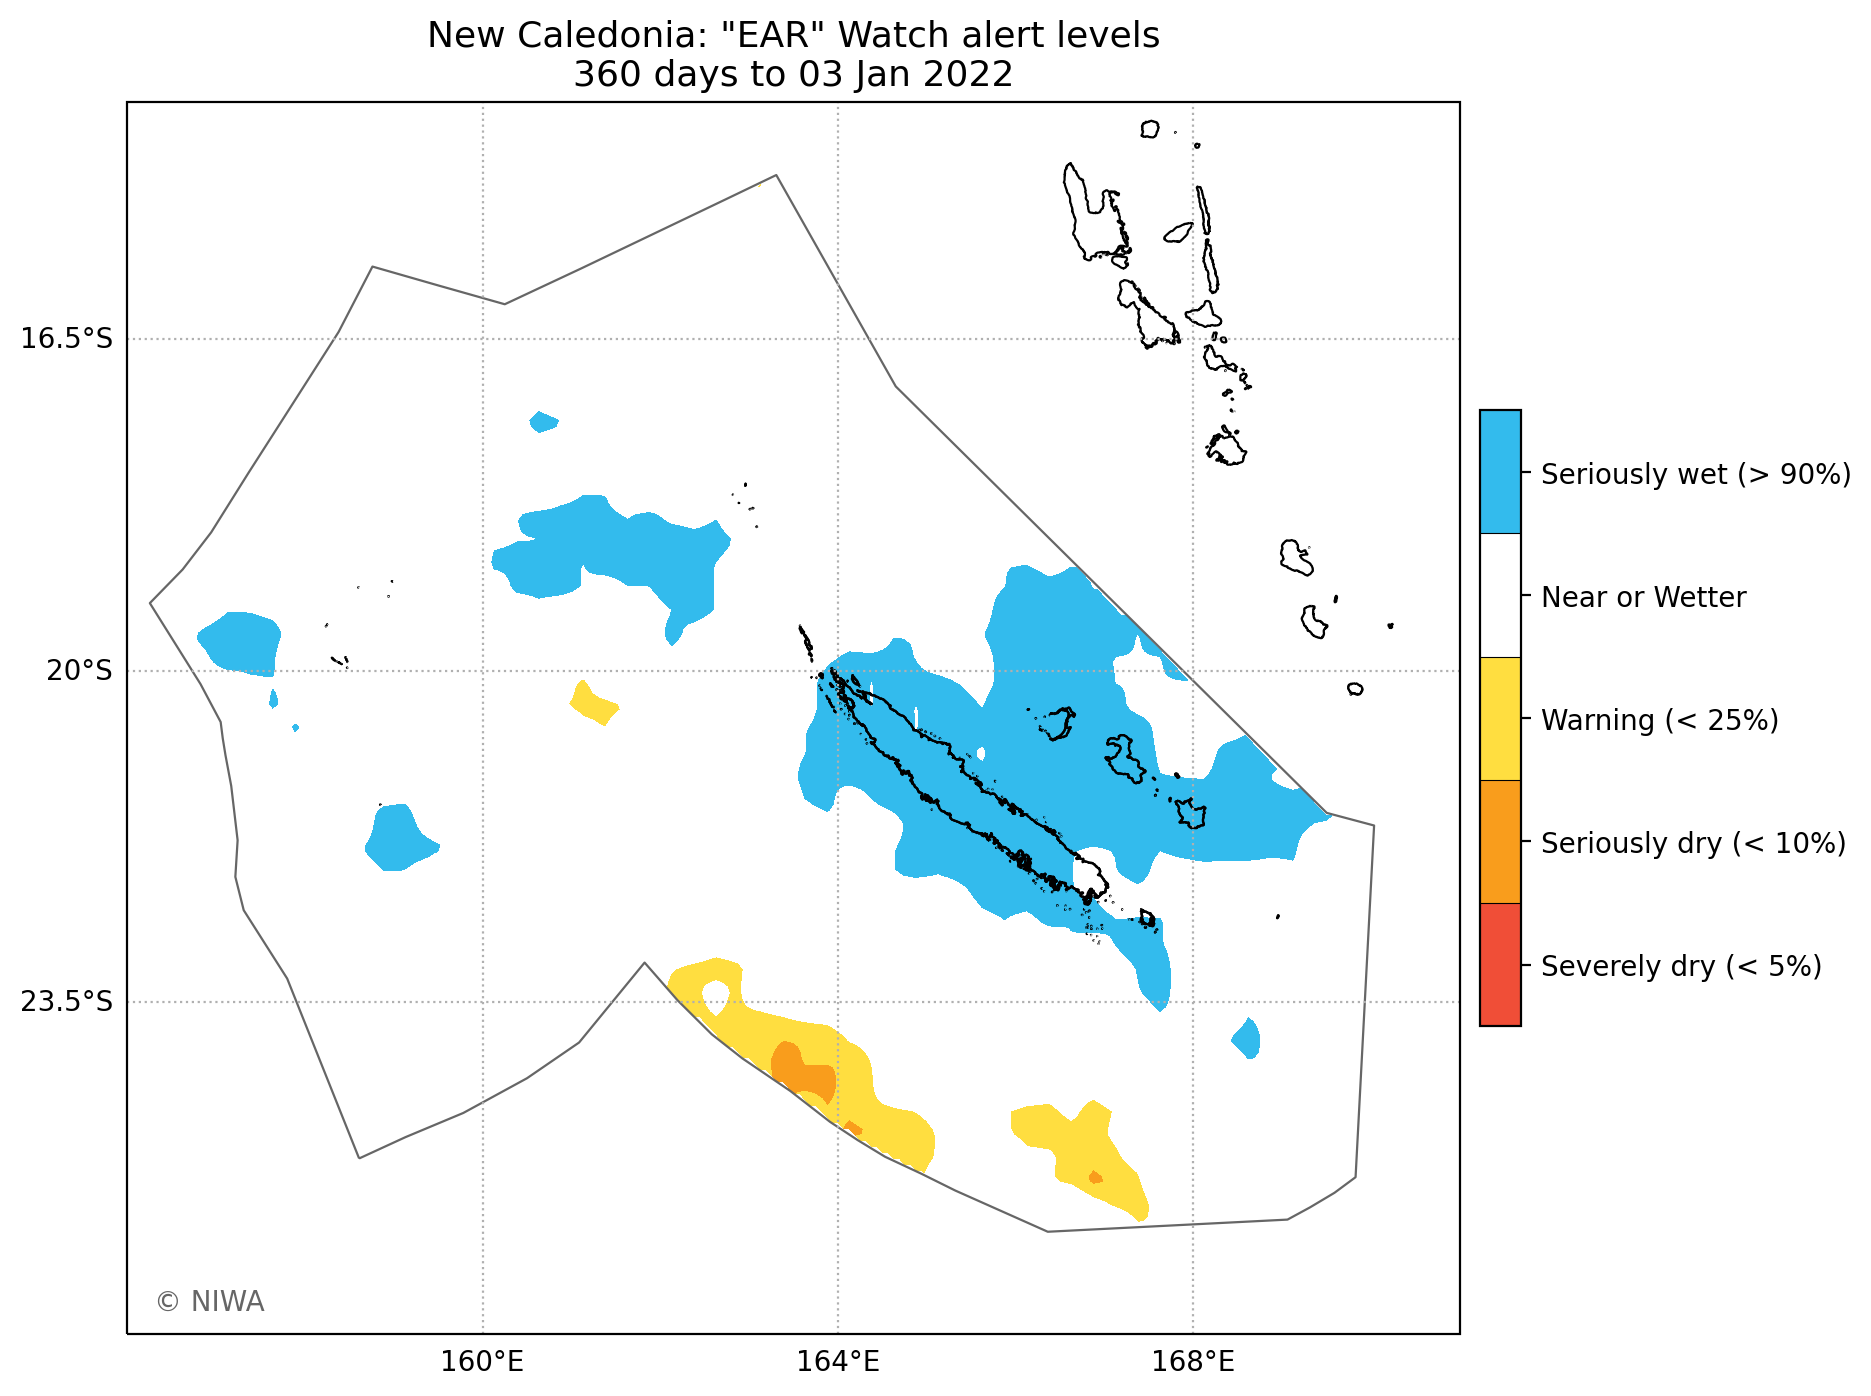 New Caledonia: "EAR" Watch alert levels
360 days to 03 Jan 2022
16.5°S
20°S
23.5°S
160°E
164°E
168°E
Seriously wet (> 90%)
Near or Wetter
Warning (< 25%)
Seriously dry (< 10%)
Severely dry (< 5%)
© NIWA